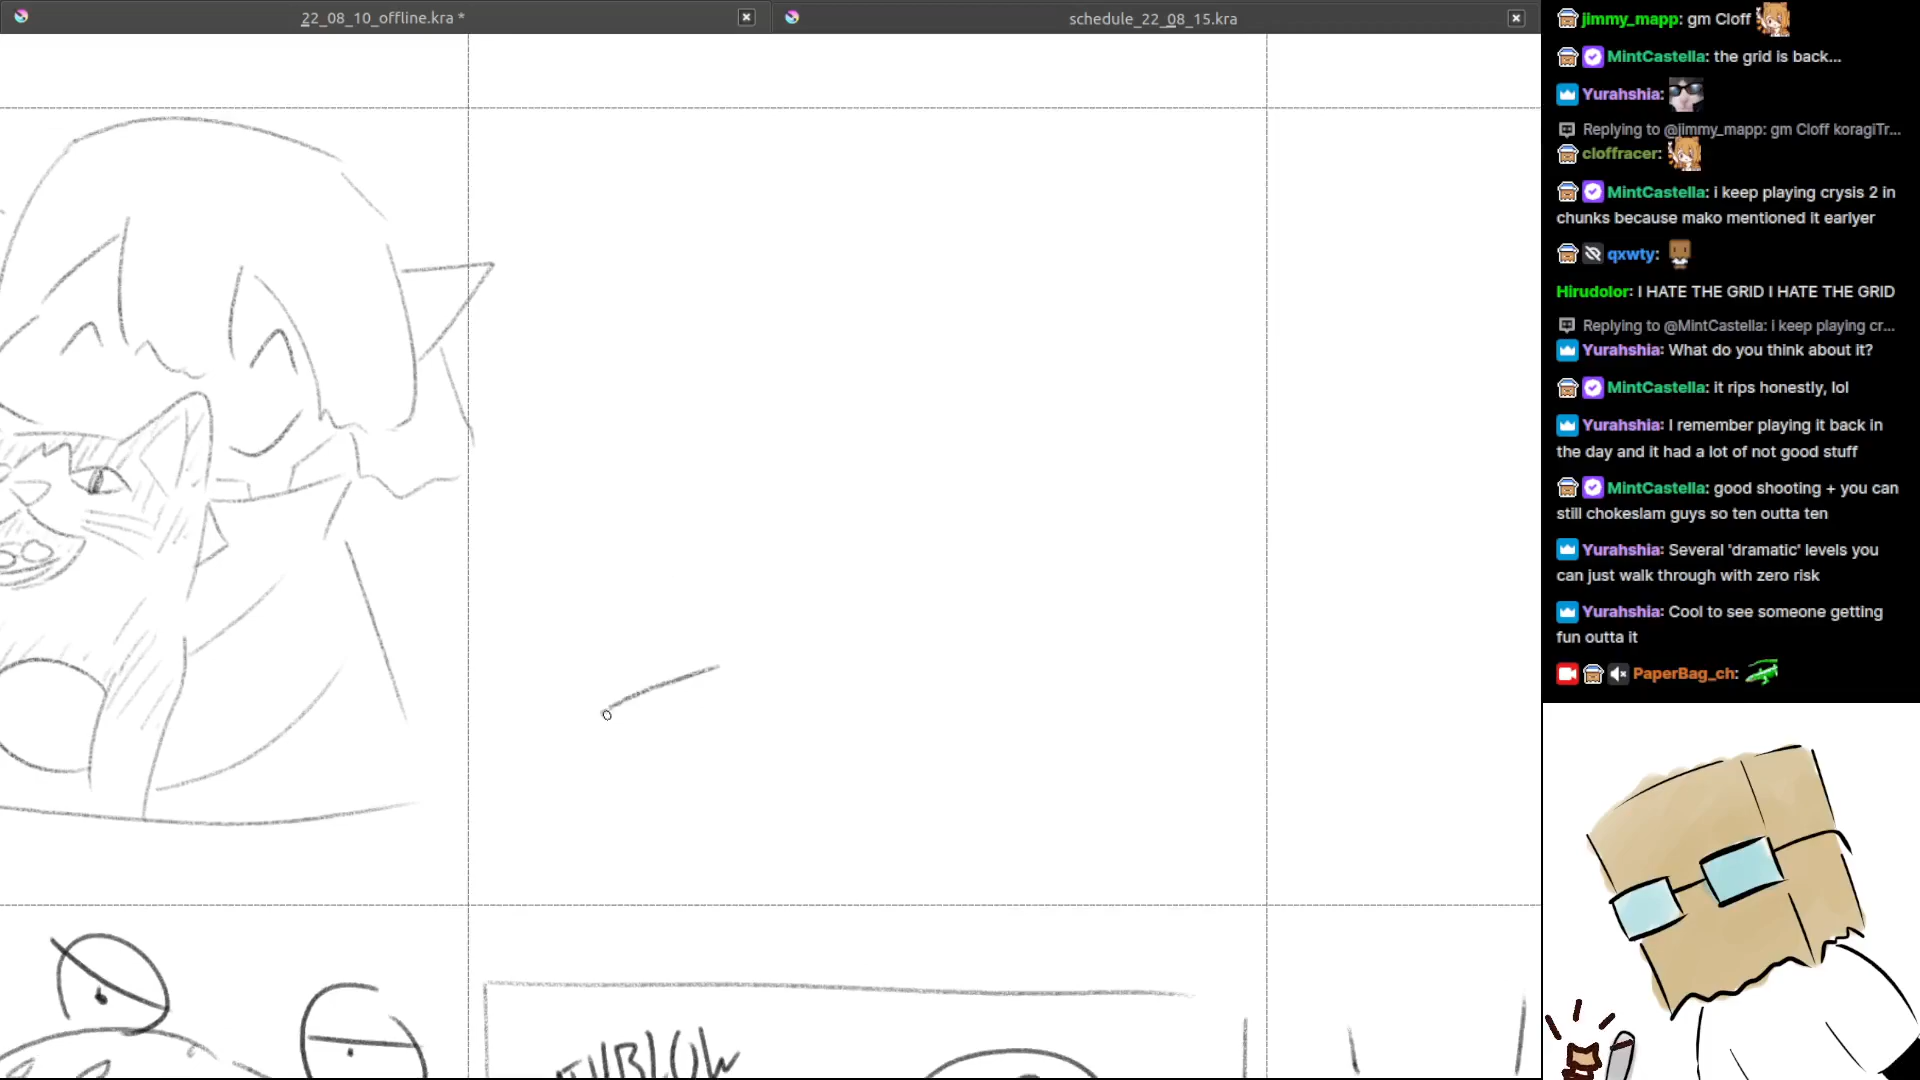 22_08_10_offline.kra *
schedule_22_08_15.kra
jimmy_mapp: gm Cloff
MintCastella: the grid is back...
Yurahshia:
Replying to @jimmy_mapp: gm Cloff koragiTr...
cloffracer:
MintCastella: i keep playing crysis 2 in
chunks because mako mentioned it earlyer
qxwty:
Hirudolor: I HATE THE GRID I HATE THE GRID
Replying to @MintCastella: i keep playing cr...
Yurahshia: What do you think about it?
MintCastella: it rips honestly, lol
Yurahshia: I remember playing it back in
the day and it had a lot of not good stuff
MintCastella: good shooting + you can
still chokeslam guys so ten outta ten
Yurahshia: Several 'dramatic' levels you
can just walk through with zero risk
Yurahshia: Cool to see someone getting
fun outta it
PaperBag_ch: